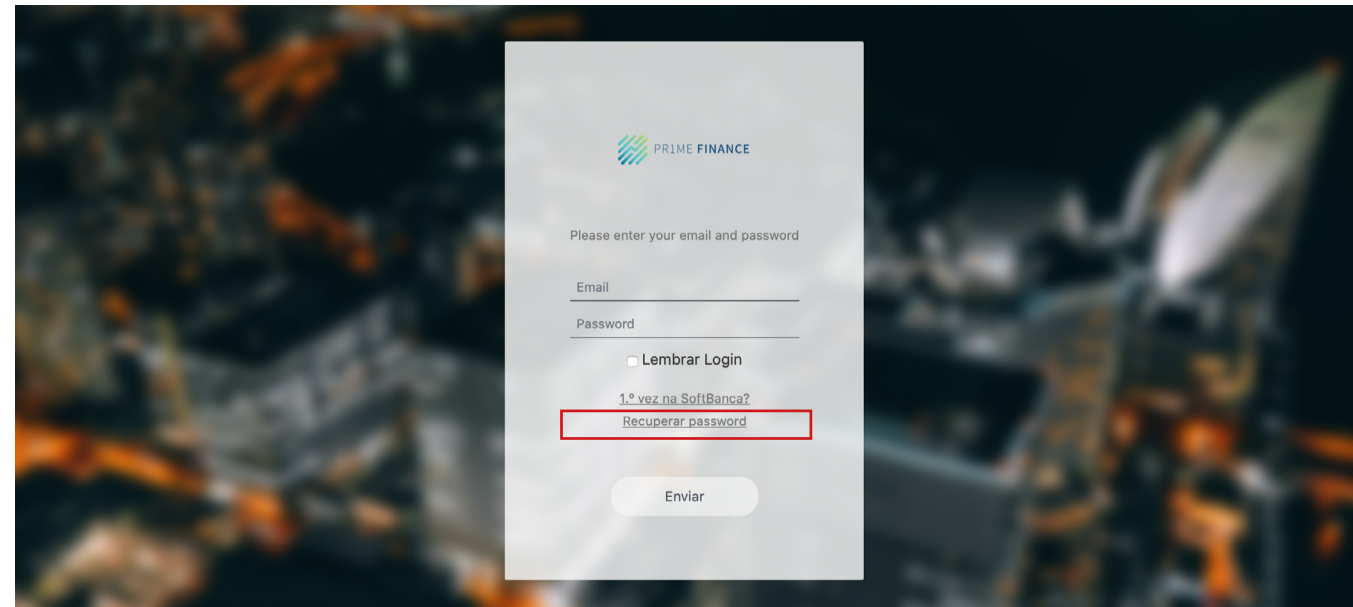 PR1ME FINANCE
Please enter your email and password
Email
Password
Lembrar Login
1.º vez na SoftBanca?
Recuperar password
Enviar